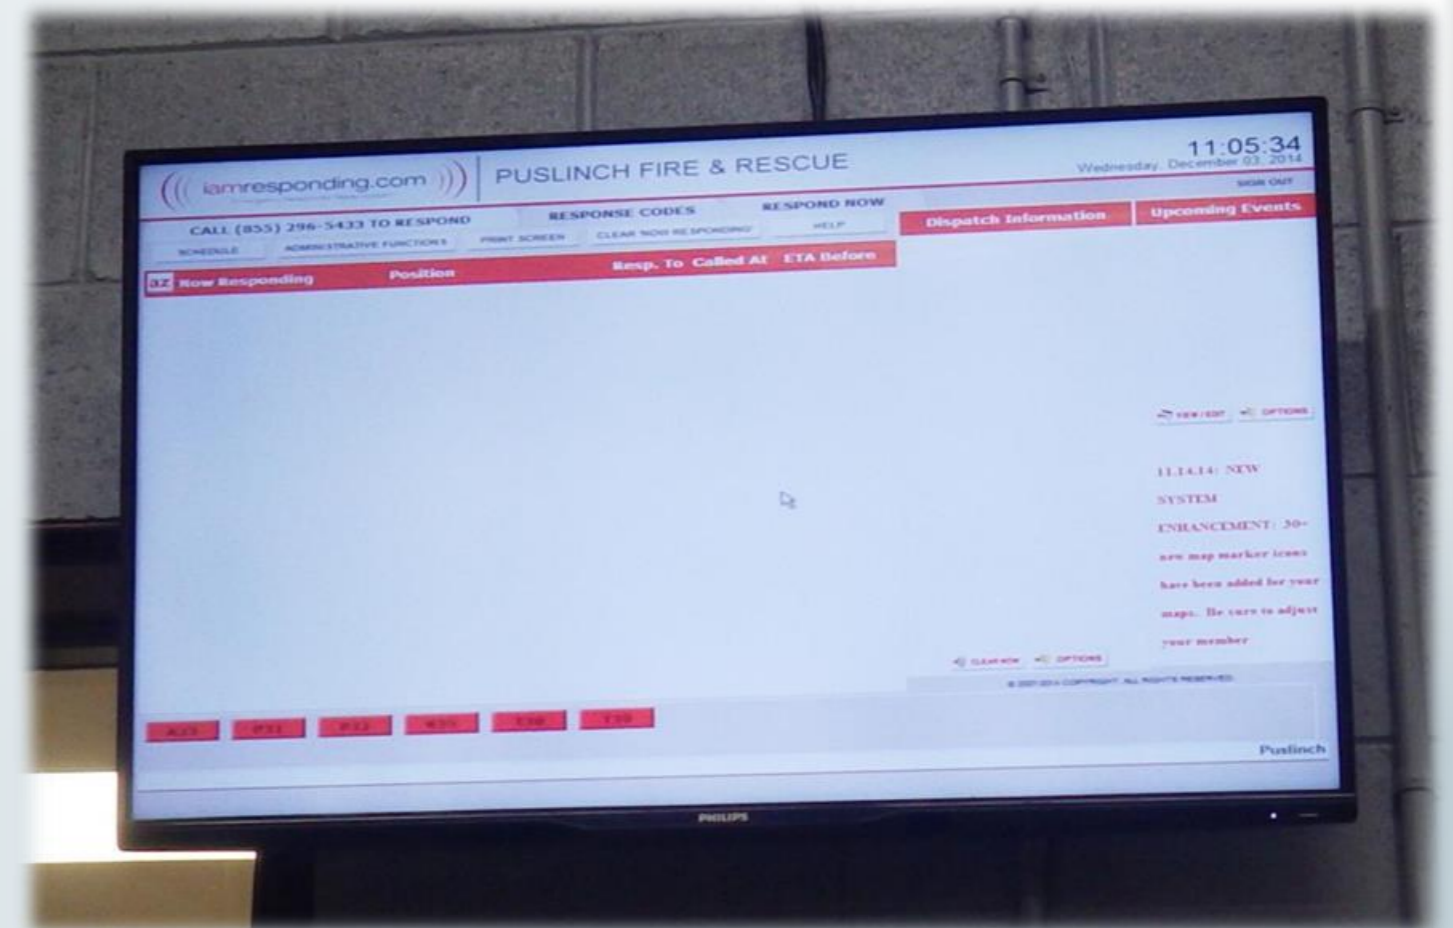 iamresponding.com
PUSLINCH FIRE & RESCUE
11:05:34
Wednesday, December 03, 2014
SIGN OUT
CALL (855) 296-5433 TO RESPOND
RESPONSE CODES
RESPOND NOW
SCHEDULE
ADMINISTRATIVE FUNCTIONS
PRINT SCREEN
CLEAR 'NOW RESPONDING'
HELP
Dispatch Information
Upcoming Events
az Now Responding Position Resp. To Called At ETA Before
VIEW / EDIT OPTIONS
11.14.14: NEW
SYSTEM
ENHANCEMENT: 30+
new map marker icons
have been added for your
maps. Be sure to adjust
your member
CLEAR NOW OPTIONS
© 2007-2014 COPYRIGHT. ALL RIGHTS RESERVED.
Puslinch
PHILIPS